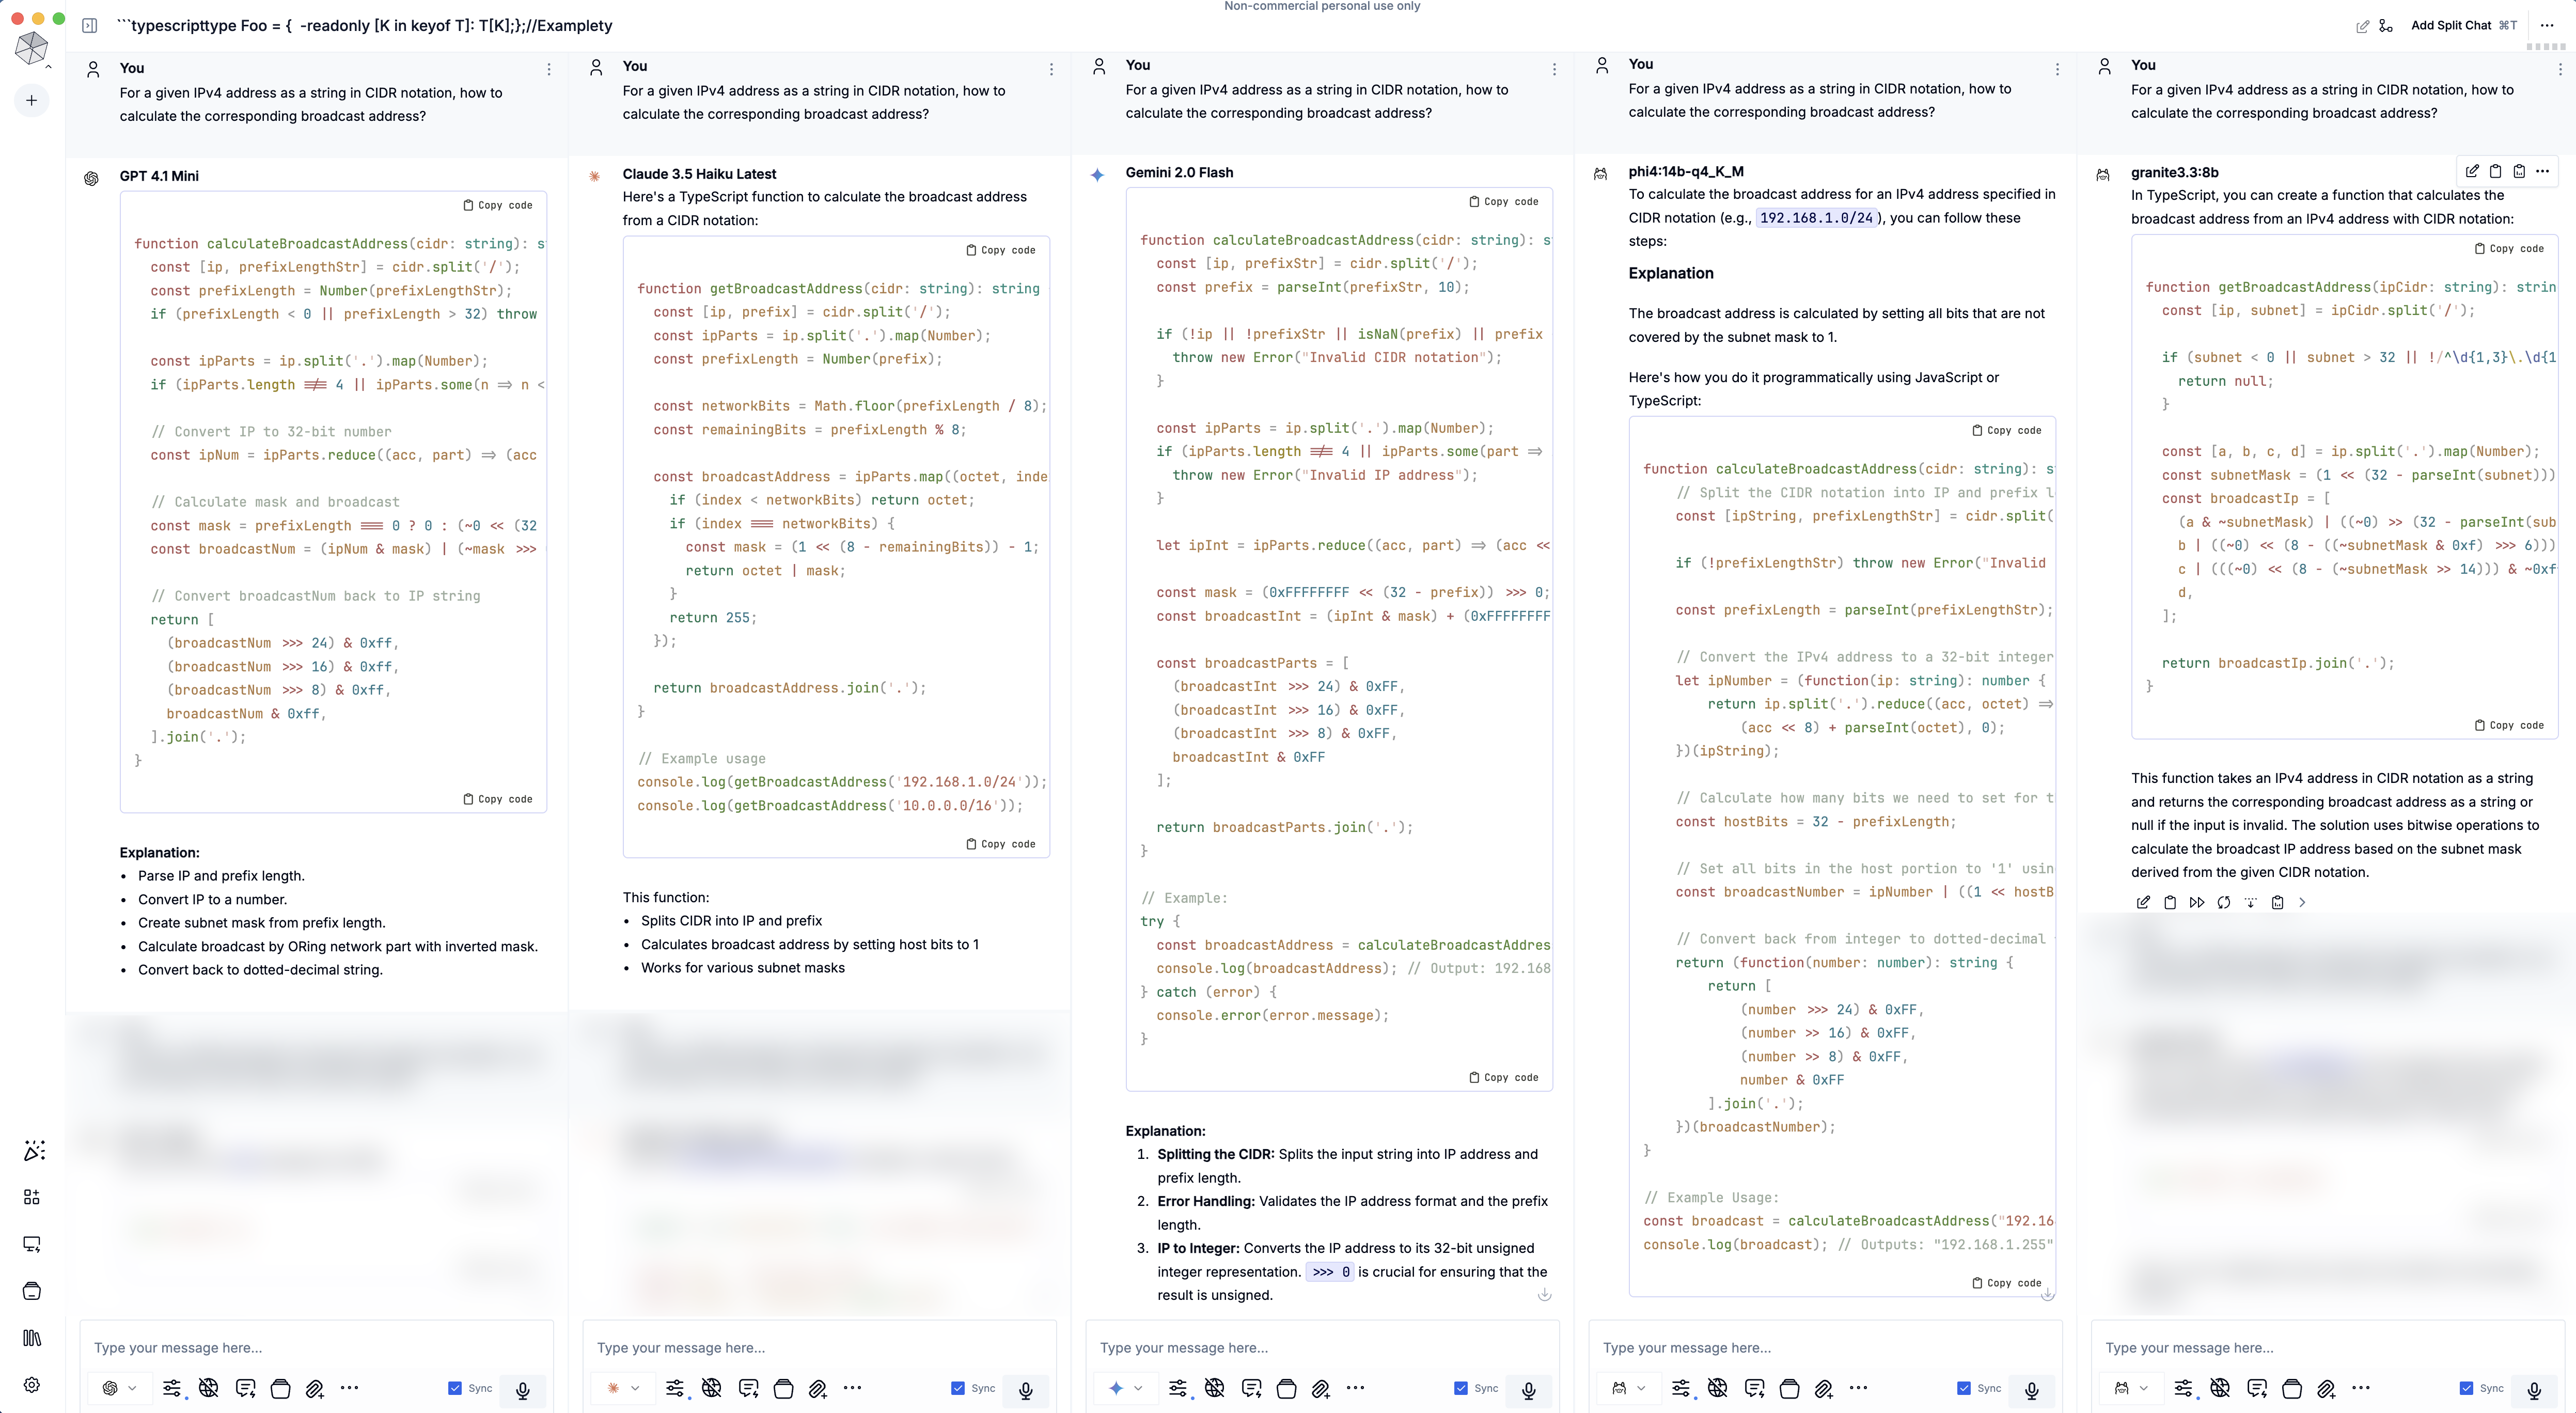 Non-commercial personal use only
```typescripttype Foo = {  -readonly [K in keyof T]: T[K];};//Examplety
Add Split Chat ⌘T
You
For a given IPv4 address as a string in CIDR notation, how to
calculate the corresponding broadcast address?
GPT 4.1 Mini
Copy code
function calculateBroadcastAddress(cidr: string): s
const [ip, prefixLengthStr] = cidr.split('/');
const prefixLength = Number(prefixLengthStr);
if (prefixLength < 0 || prefixLength > 32) throw
const ipParts = ip.split('.').map(Number);
if (ipParts.length !== 4 || ipParts.some(n => n <
// Convert IP to 32-bit number
const ipNum = ipParts.reduce((acc, part) => (acc
// Calculate mask and broadcast
const mask = prefixLength === 0 ? 0 : (~0 << (32
const broadcastNum = (ipNum & mask) | (~mask >>>
// Convert broadcastNum back to IP string
return [
(broadcastNum >>> 24) & 0xff,
(broadcastNum >>> 16) & 0xff,
(broadcastNum >>> 8) & 0xff,
broadcastNum & 0xff,
].join('.');
}
Copy code
Explanation:
• Parse IP and prefix length.
• Convert IP to a number.
• Create subnet mask from prefix length.
• Calculate broadcast by ORing network part with inverted mask.
• Convert back to dotted-decimal string.
Type your message here...
Sync
You
For a given IPv4 address as a string in CIDR notation, how to
calculate the corresponding broadcast address?
Claude 3.5 Haiku Latest
Here's a TypeScript function to calculate the broadcast address
from a CIDR notation:
Copy code
function getBroadcastAddress(cidr: string): string
const [ip, prefix] = cidr.split('/');
const ipParts = ip.split('.').map(Number);
const prefixLength = Number(prefix);
const networkBits = Math.floor(prefixLength / 8);
const remainingBits = prefixLength % 8;
const broadcastAddress = ipParts.map((octet, inde
if (index < networkBits) return octet;
if (index === networkBits) {
const mask = (1 << (8 - remainingBits)) - 1;
return octet | mask;
}
return 255;
});
return broadcastAddress.join('.');
}
// Example usage
console.log(getBroadcastAddress('192.168.1.0/24'));
console.log(getBroadcastAddress('10.0.0.0/16'));
Copy code
This function:
• Splits CIDR into IP and prefix
• Calculates broadcast address by setting host bits to 1
• Works for various subnet masks
Type your message here...
Sync
You
For a given IPv4 address as a string in CIDR notation, how to
calculate the corresponding broadcast address?
Gemini 2.0 Flash
Copy code
function calculateBroadcastAddress(cidr: string): s
const [ip, prefixStr] = cidr.split('/');
const prefix = parseInt(prefixStr, 10);
if (!ip || !prefixStr || isNaN(prefix) || prefix
throw new Error("Invalid CIDR notation");
}
const ipParts = ip.split('.').map(Number);
if (ipParts.length !== 4 || ipParts.some(part =>
throw new Error("Invalid IP address");
}
let ipInt = ipParts.reduce((acc, part) => (acc <<
const mask = (0xFFFFFFFF << (32 - prefix)) >>> 0;
const broadcastInt = (ipInt & mask) + (0xFFFFFFFF
const broadcastParts = [
(broadcastInt >>> 24) & 0xFF,
(broadcastInt >>> 16) & 0xFF,
(broadcastInt >>> 8) & 0xFF,
broadcastInt & 0xFF
];
return broadcastParts.join('.');
}
// Example:
try {
const broadcastAddress = calculateBroadcastAddres
console.log(broadcastAddress); // Output: 192.168
} catch (error) {
console.error(error.message);
}
Copy code
Explanation:
1. Splitting the CIDR: Splits the input string into IP address and
prefix length.
2. Error Handling: Validates the IP address format and the prefix
length.
3. IP to Integer: Converts the IP address to its 32-bit unsigned
integer representation. >>> 0 is crucial for ensuring that the
result is unsigned.
Type your message here...
Sync
You
For a given IPv4 address as a string in CIDR notation, how to
calculate the corresponding broadcast address?
phi4:14b-q4_K_M
To calculate the broadcast address for an IPv4 address specified in
CIDR notation (e.g., 192.168.1.0/24), you can follow these
steps:
Explanation
The broadcast address is calculated by setting all bits that are not
covered by the subnet mask to 1.
Here's how you do it programmatically using JavaScript or
TypeScript:
Copy code
function calculateBroadcastAddress(cidr: string): s
// Split the CIDR notation into IP and prefix l
const [ipString, prefixLengthStr] = cidr.split(
if (!prefixLengthStr) throw new Error("Invalid
const prefixLength = parseInt(prefixLengthStr);
// Convert the IPv4 address to a 32-bit integer
let ipNumber = (function(ip: string): number {
return ip.split('.').reduce((acc, octet) =>
(acc << 8) + parseInt(octet), 0);
})(ipString);
// Calculate how many bits we need to set for t
const hostBits = 32 - prefixLength;
// Set all bits in the host portion to '1' usin
const broadcastNumber = ipNumber | ((1 << hostB
// Convert back from integer to dotted-decimal
return (function(number: number): string {
return [
(number >>> 24) & 0xFF,
(number >> 16) & 0xFF,
(number >> 8) & 0xFF,
number & 0xFF
].join('.');
})(broadcastNumber);
}
// Example Usage:
const broadcast = calculateBroadcastAddress("192.16
console.log(broadcast); // Outputs: "192.168.1.255"
Copy code
Type your message here...
Sync
You
For a given IPv4 address as a string in CIDR notation, how to
calculate the corresponding broadcast address?
granite3.3:8b
In TypeScript, you can create a function that calculates the
broadcast address from an IPv4 address with CIDR notation:
Copy code
function getBroadcastAddress(ipCidr: string): strin
const [ip, subnet] = ipCidr.split('/');
if (subnet < 0 || subnet > 32 || !/^\d{1,3}\.\d{1
return null;
}
const [a, b, c, d] = ip.split('.').map(Number);
const subnetMask = (1 << (32 - parseInt(subnet)))
const broadcastIp = [
(a & ~subnetMask) | ((~0) >> (32 - parseInt(sub
b | ((~0) << (8 - ((~subnetMask & 0xf) >>> 6)))
c | (((~0) << (8 - (~subnetMask >> 14))) & ~0xf
d,
];
return broadcastIp.join('.');
}
Copy code
This function takes an IPv4 address in CIDR notation as a string
and returns the corresponding broadcast address as a string or
null if the input is invalid. The solution uses bitwise operations to
calculate the broadcast IP address based on the subnet mask
derived from the given CIDR notation.
Type your message here...
Sync